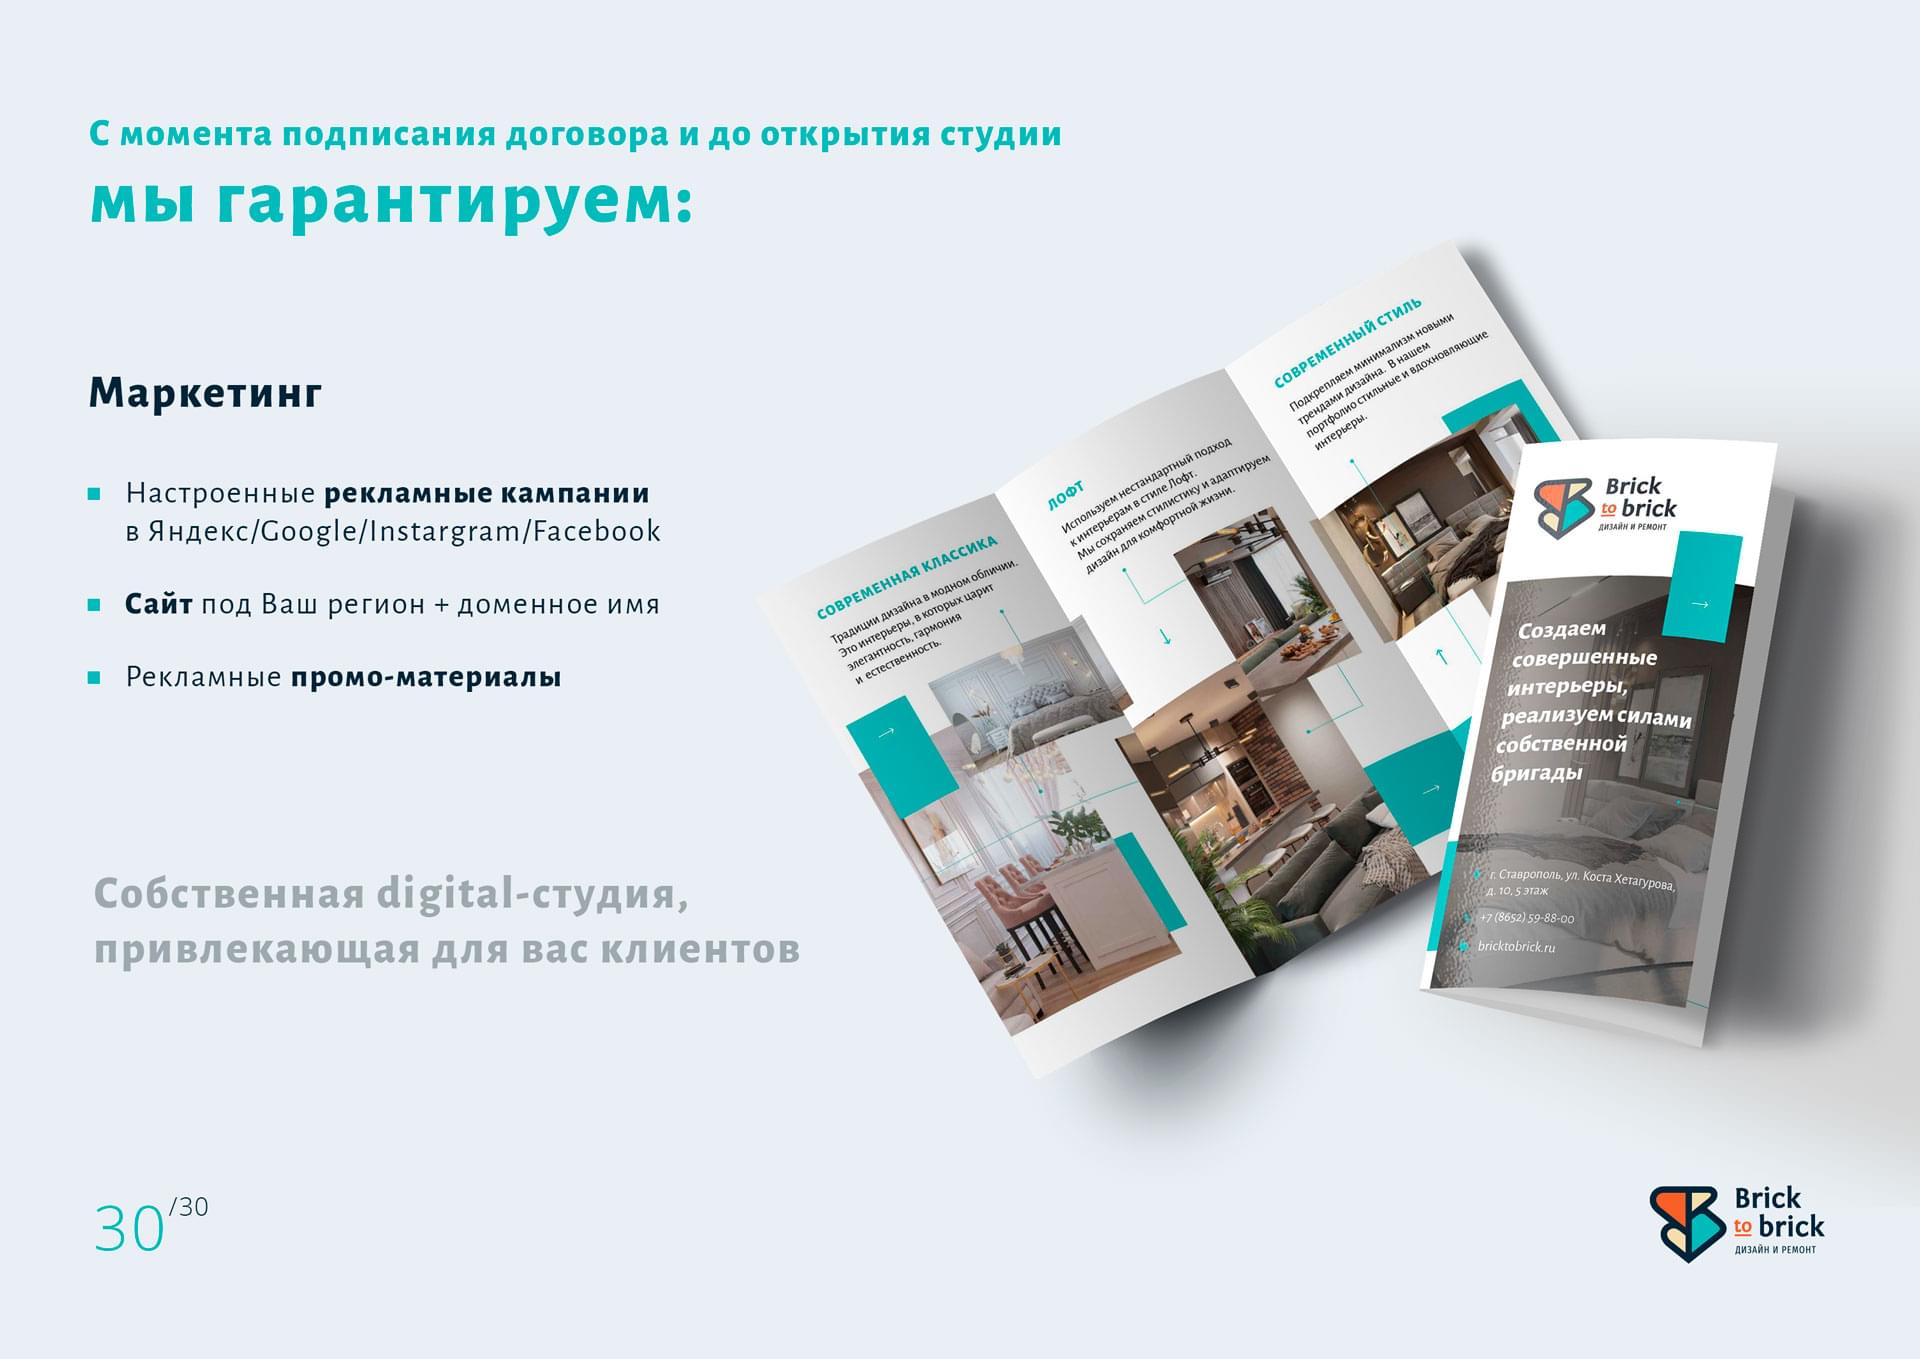 С момента подписания договора и до открытия студии
мы гарантируем:
Маркетинг
Настроенные рекламные кампании
в Яндекс/Google/Instargram/Facebook
Сайт под Ваш регион + доменное имя
Рекламные промо-материалы
Собственная digital-студия,
привлекающая для вас клиентов
СОВРЕМЕННАЯ КЛАССИКА
Традиции дизайна в модном обличии.
Это интерьеры, в которых царит
элегантность, гармония
и естественность.
ЛОФТ
Используем нестандартный подход
к интерьерам в стиле Лофт.
Мы сохраняем стилистику и адаптируем
дизайн для комфортной жизни.
СОВРЕМЕННЫЙ СТИЛЬ
Подкрепляем минимализм новыми
трендами дизайна. В нашем
портфолио стильные и вдохновляющие
интерьеры.
Brick
to brick
ДИЗАЙН И РЕМОНТ
Создаем
совершенные
интерьеры,
реализуем силами
собственной
бригады
г. Ставрополь, ул. Коста Хетагурова,
д. 10, 5 этаж
+7 (8652) 59-88-00
bricktobrick.ru
30/30
Brick
to brick
ДИЗАЙН И РЕМОНТ